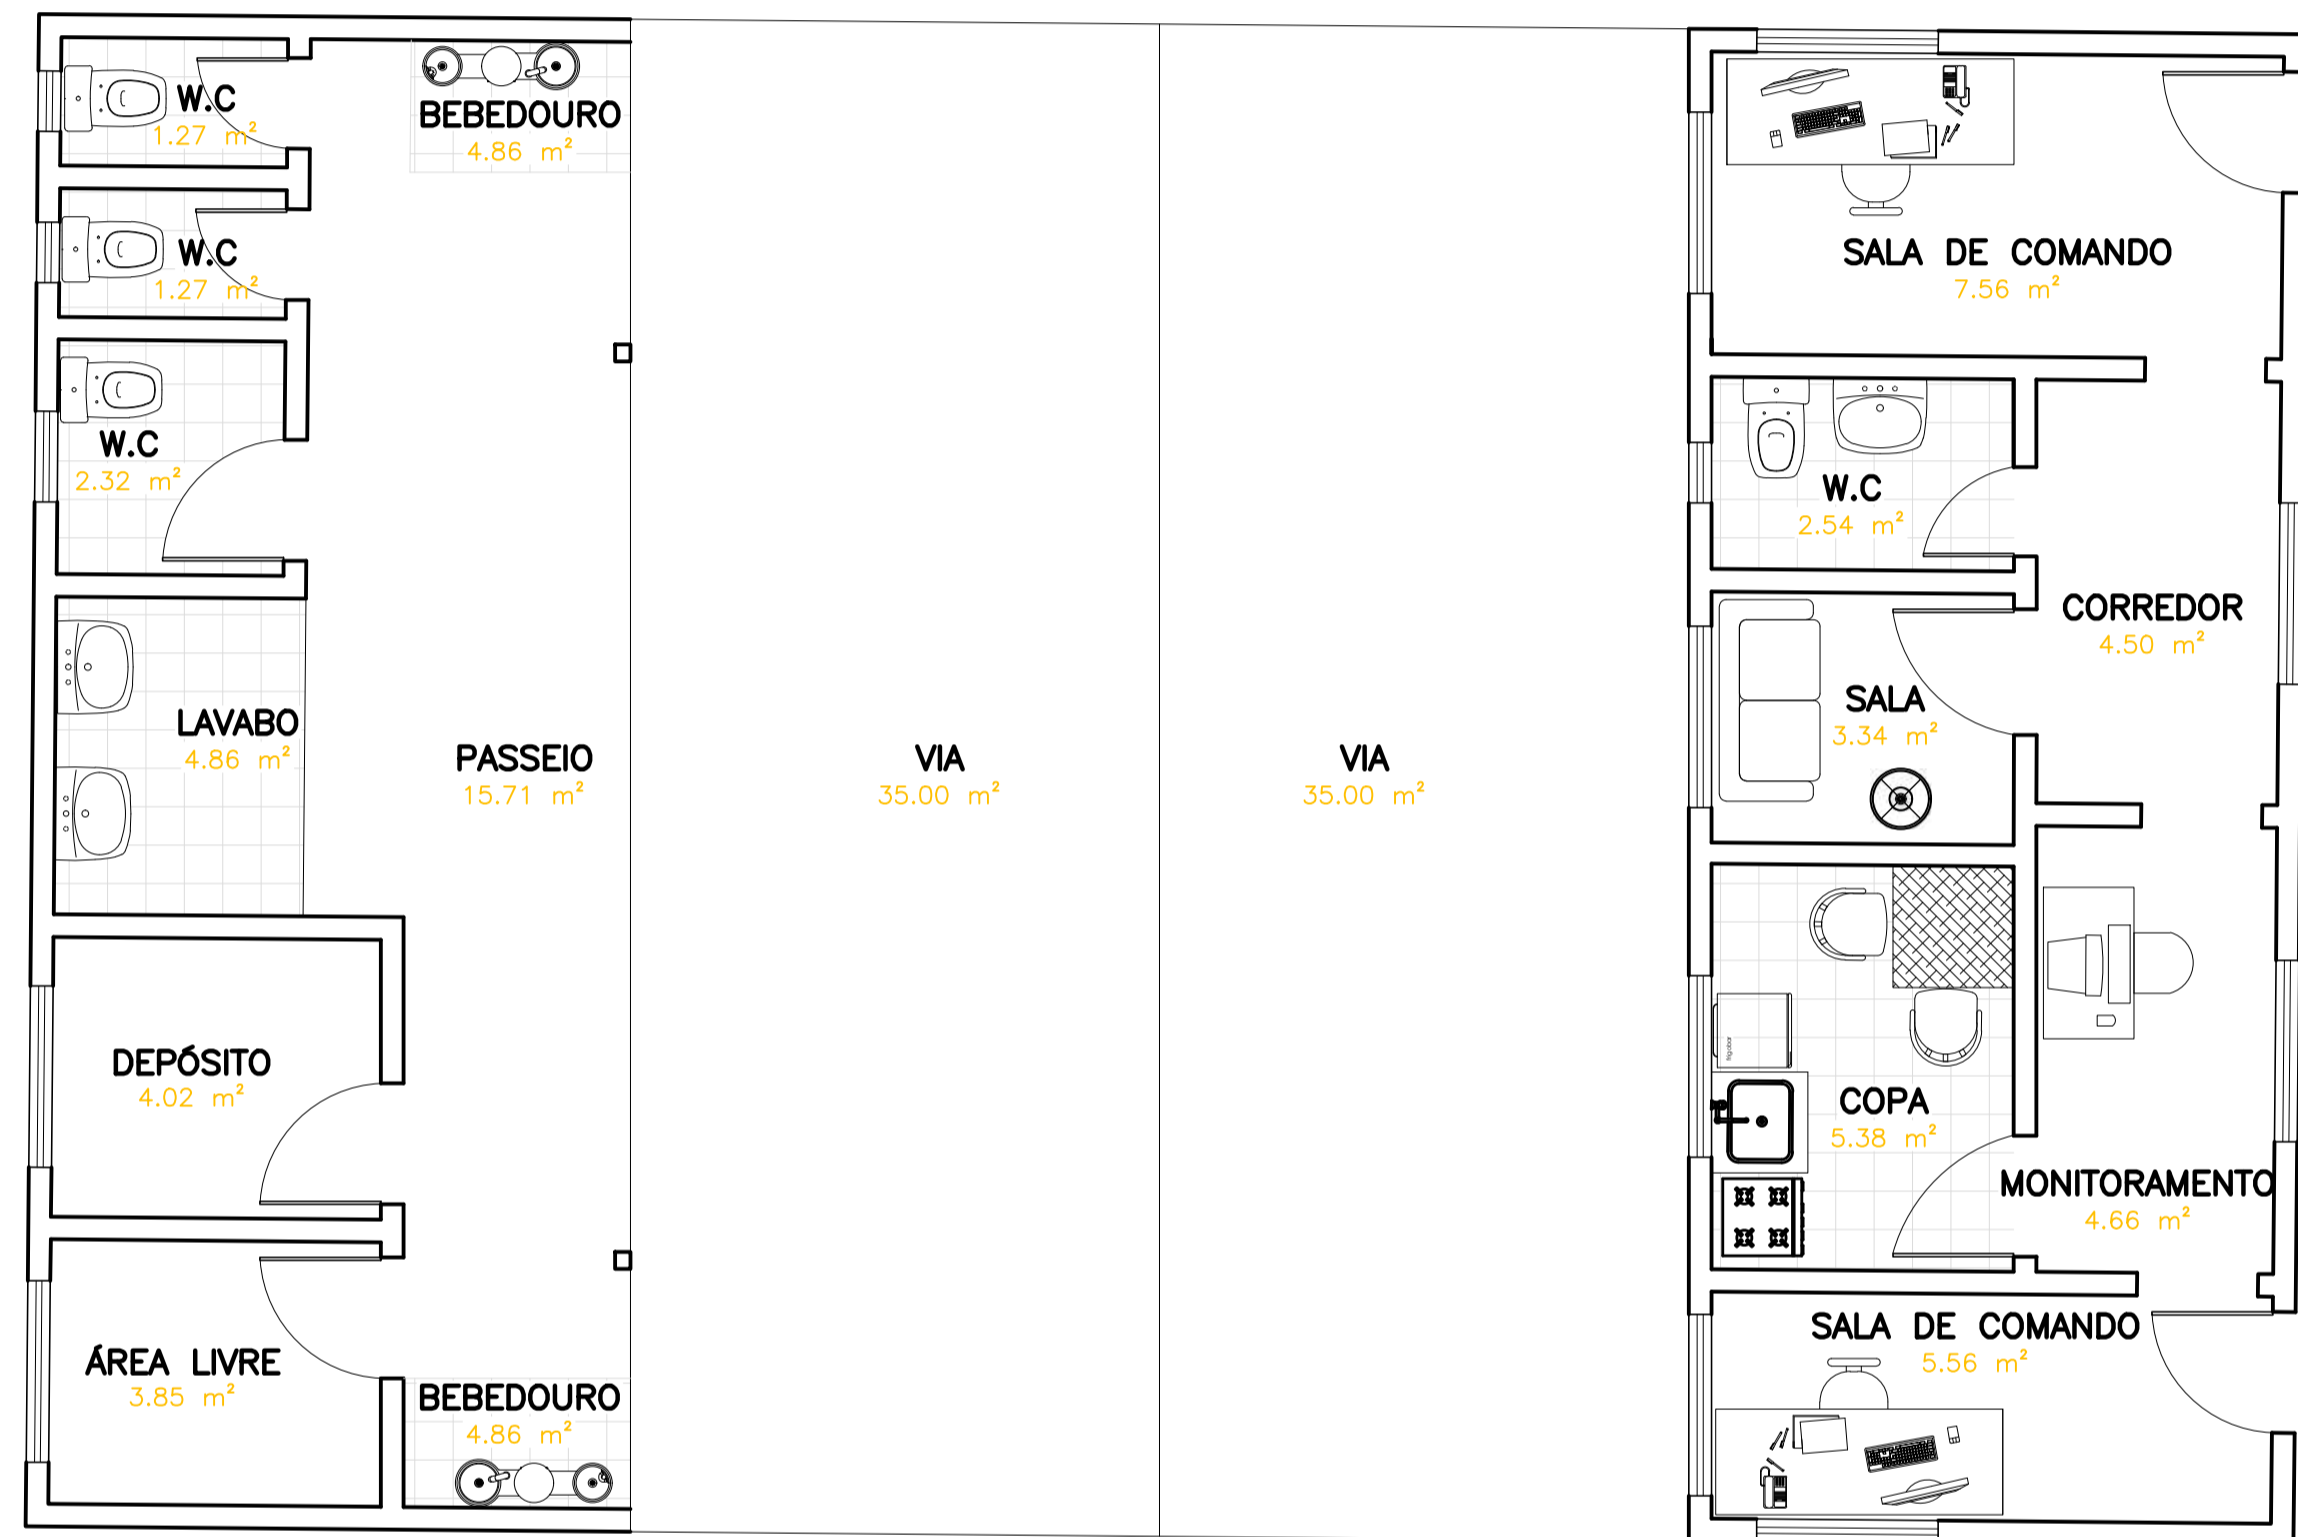 W.C
1.27 m²
BEBEDOURO
4.86 m²
W.C
1.27 m²
SALA DE COMANDO
7.56 m²
W.C
2.32 m²
W.C
2.54 m²
CORREDOR
4.50 m²
LAVABO
4.86 m²
SALA
3.34 m²
PASSEIO
15.71 m²
VIA
35.00 m²
VIA
35.00 m²
DEPÓSITO
4.02 m²
frigobar
COPA
5.38 m²
MONITORAMENTO
4.66 m²
ÁREA LIVRE
3.85 m²
BEBEDOURO
4.86 m²
SALA DE COMANDO
5.56 m²